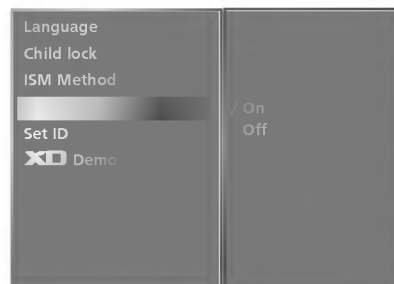 Language
Child lock
ISM Method
Set ID
XD Demo
On
Off